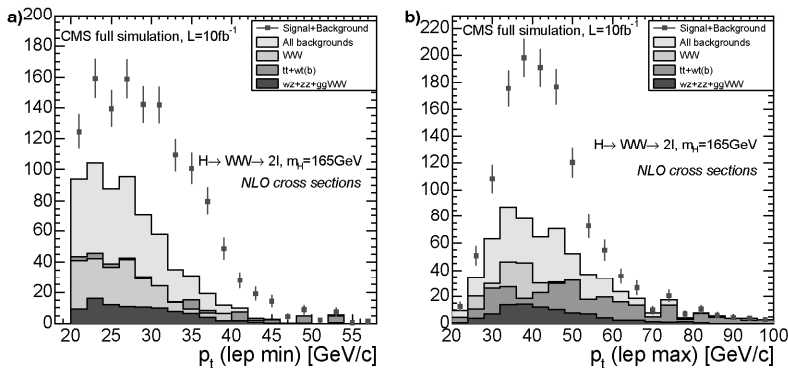 a)
CMS full simulation, L=10fb⁻¹
Signal+Background
All backgrounds
WW
tt+wt(b)
wz+zz+ggWW
H→ WW→ 2l, mH=165GeV
NLO cross sections
200
180
160
140
120
100
80
60
40
20
0
20 25 30 35 40 45 50 55
pt (lep min) [GeV/c]
b)
CMS full simulation, L=10fb⁻¹
Signal+Background
All backgrounds
WW
tt+wt(b)
wz+zz+ggWW
H→ WW→ 2l, mH=165GeV
NLO cross sections
220
200
180
160
140
120
100
80
60
40
20
0
20 30 40 50 60 70 80 90 100
pt (lep max) [GeV/c]